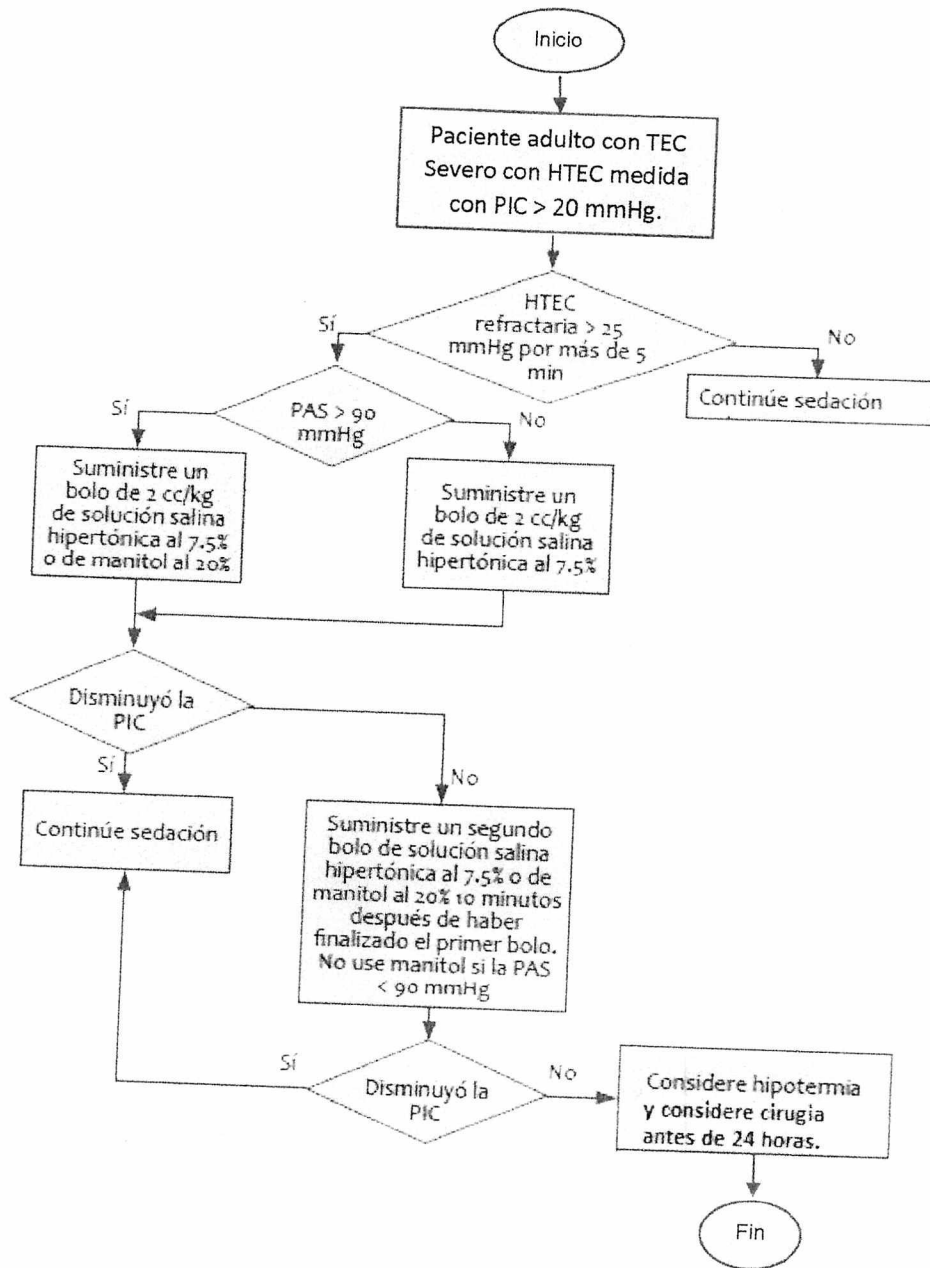 Inicio
Paciente adulto con TEC
Severo con HTEC medida
con PIC > 20 mmHg.
HTEC
refractaria > 25
mmHg por más de 5
min
Sí
No
Continúe sedación
PAS > 90
mmHg
Sí
No
Suministre un
bolo de 2 cc/kg
de solución salina
hipertónica al 7.5%
o de manitol al 20%
Suministre un
bolo de 2 cc/kg
de solución salina
hipertónica al 7.5%
Disminuyó la
PIC
Sí
No
Continúe sedación
Suministre un segundo
bolo de solución salina
hipertónica al 7.5% o de
manitol al 20% 10 minutos
después de haber
finalizado el primer bolo.
No use manitol si la PAS
< 90 mmHg
Sí
Disminuyó la
PIC
No
Considere hipotermia
y considere cirugia
antes de 24 horas.
Fin